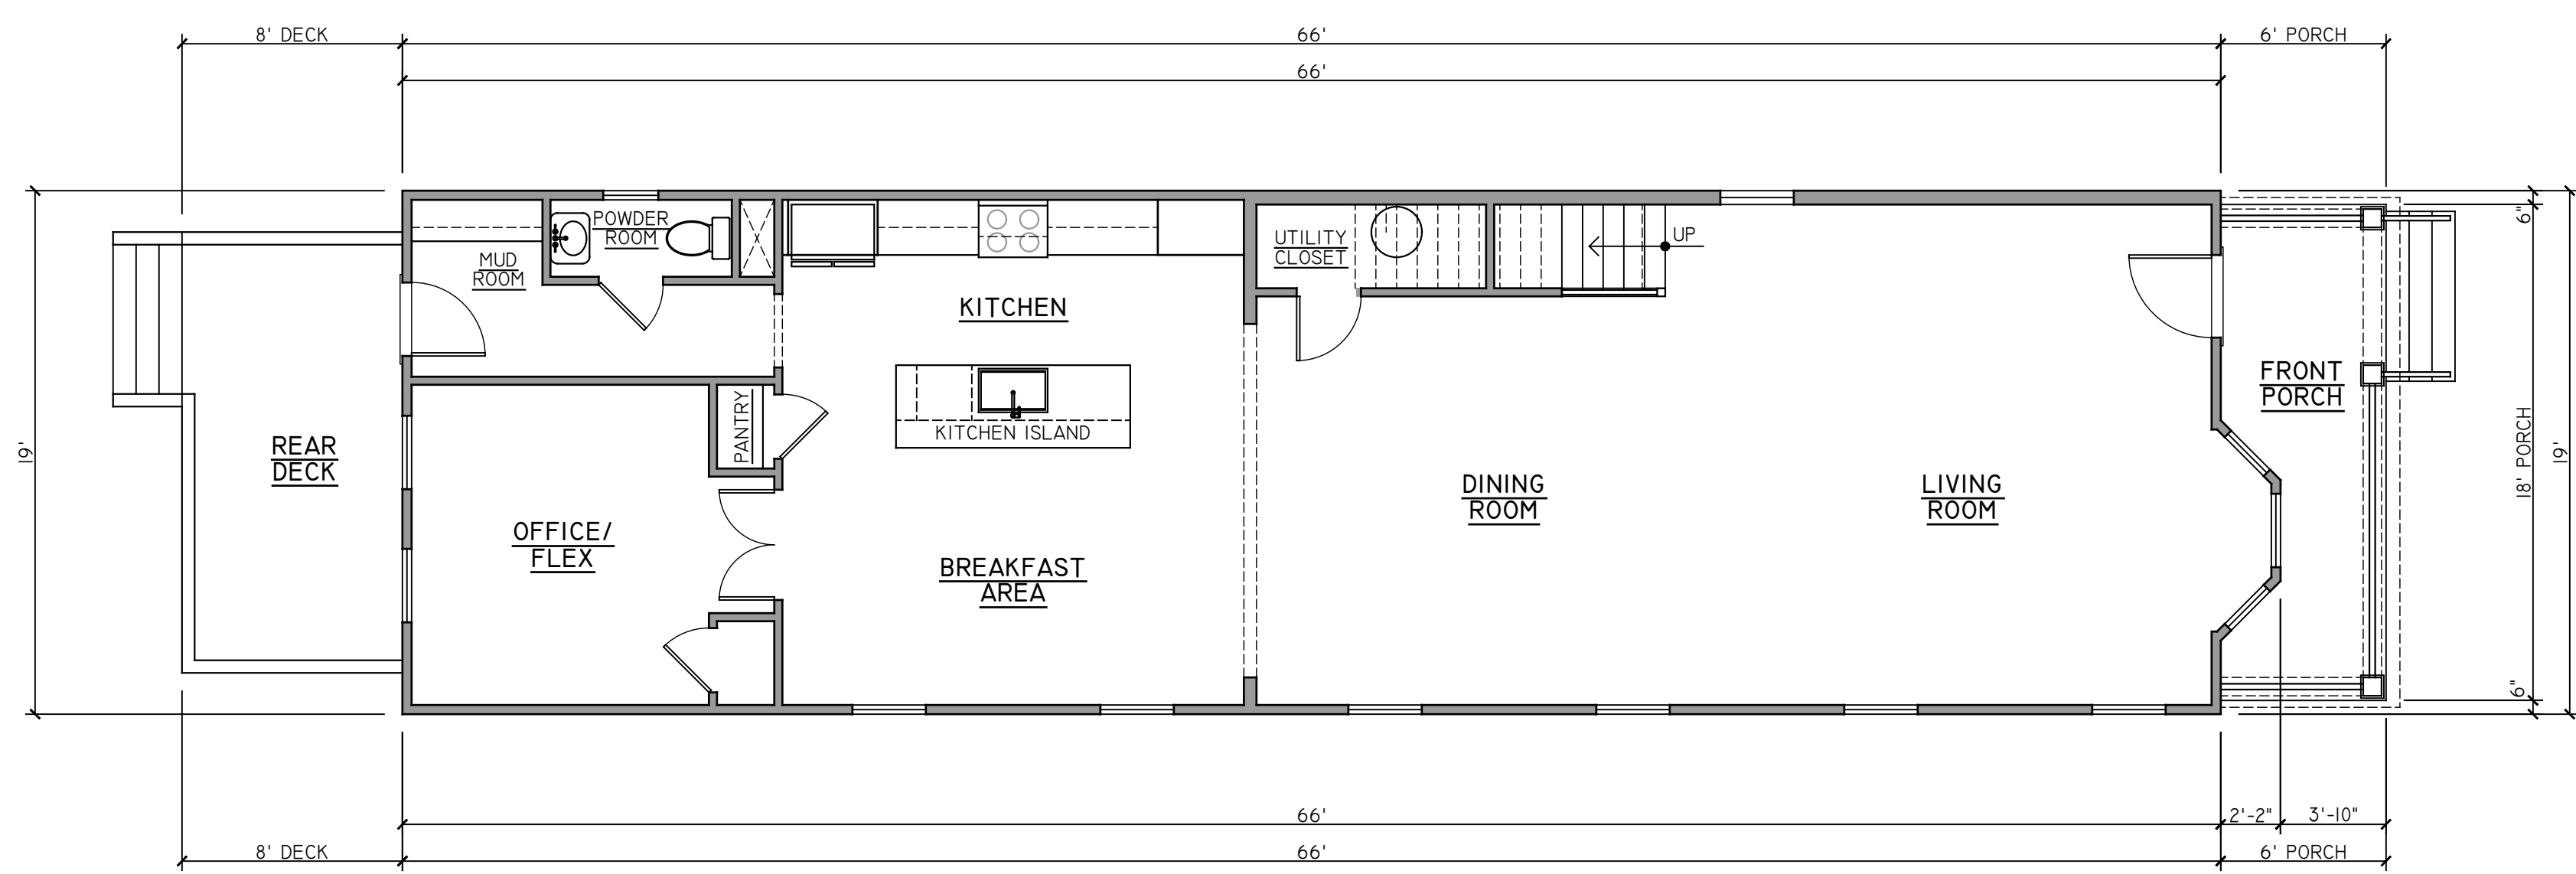 8' DECK
66'
6' PORCH
66'
POWDER
ROOM
MUD
ROOM
UTILITY
CLOSET
UP
6"
KITCHEN
FRONT
PORCH
PANTRY
KITCHEN ISLAND
REAR
DECK
19'
18' PORCH
19'
DINING
ROOM
LIVING
ROOM
OFFICE/
FLEX
BREAKFAST
AREA
6"
66'
2'-2"
3'-10"
8' DECK
66'
6' PORCH